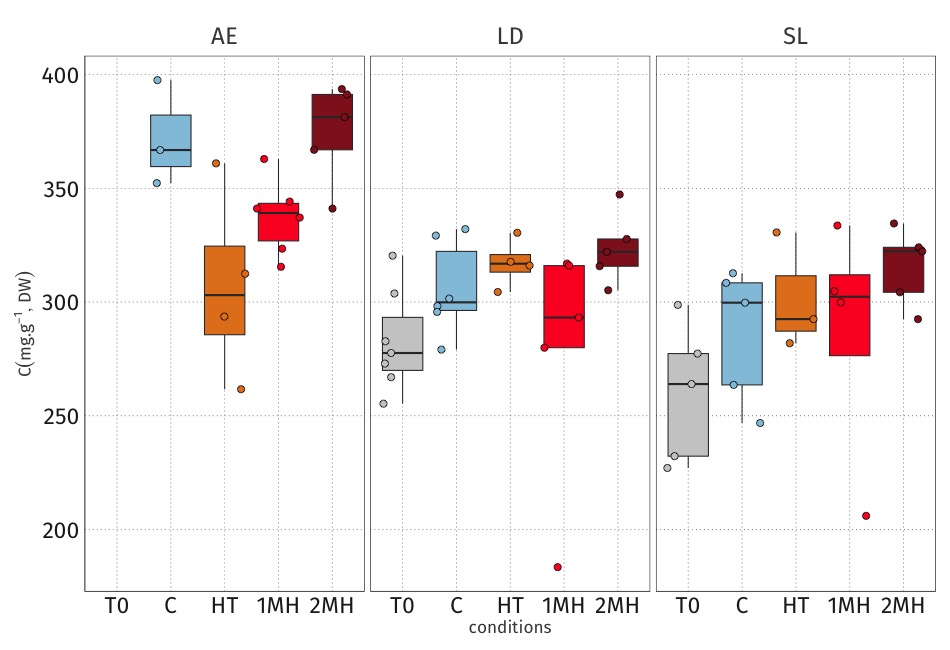 AE LD SL
400
350
300
250
200
C(mg.g⁻¹, DW)
T0 C HT 1MH 2MH T0 C HT 1MH 2MH T0 C HT 1MH 2MH
conditions